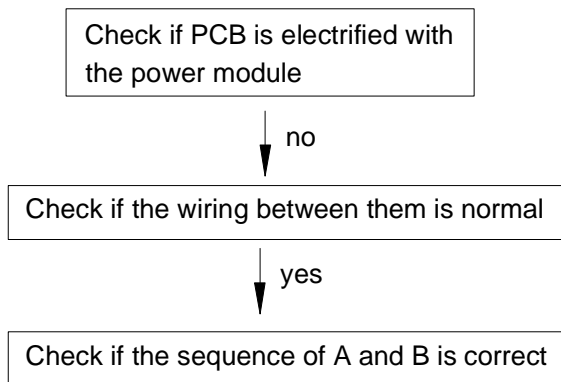 Check if PCB is electrified with
the power module
no
Check if the wiring between them is normal
yes
Check if the sequence of A and B is correct